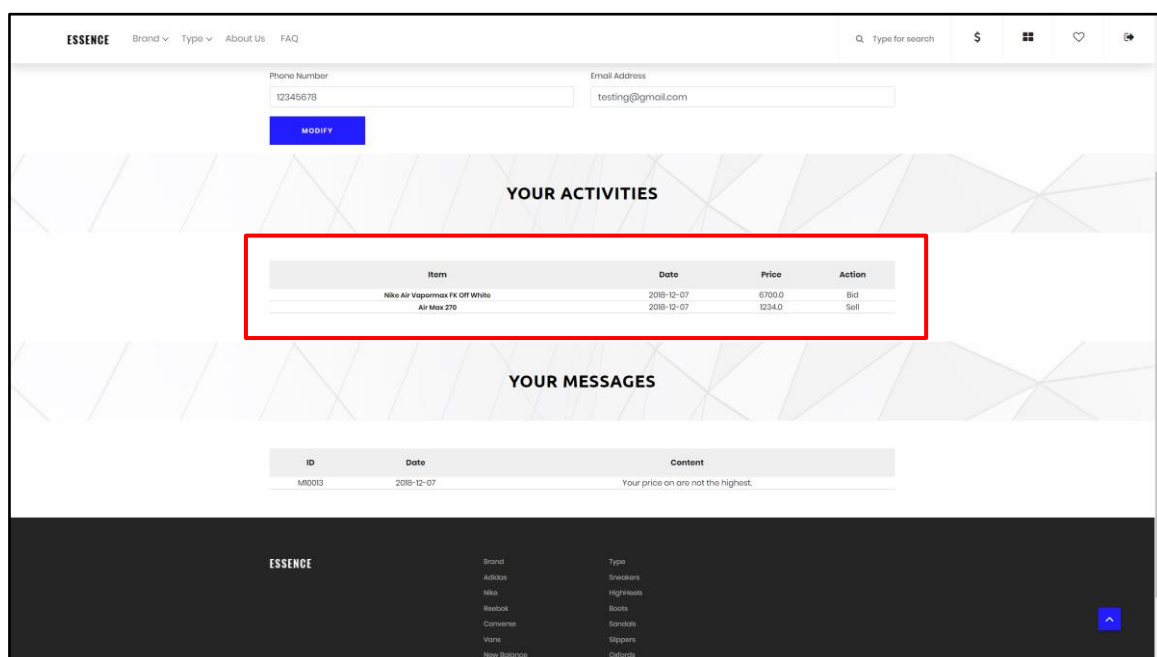 ESSENCE Brand Type About Us FAQ Type for search $
Phone Number Email Address
12345678 testing@gmail.com
MODIFY
YOUR ACTIVITIES
Item Date Price Action
Nike Air Vapormax FK Off White 2018-12-07 6700.0 Bid
Air Max 270 2018-12-07 1234.0 Sell
YOUR MESSAGES
ID Date Content
M10013 2018-12-07 Your price on are not the highest.
ESSENCE Brand Type
Adidas Sneakers
Nike HighHeels
Reebok Boots
Converse Sandals
Vans Slippers
New Balance Oxfords